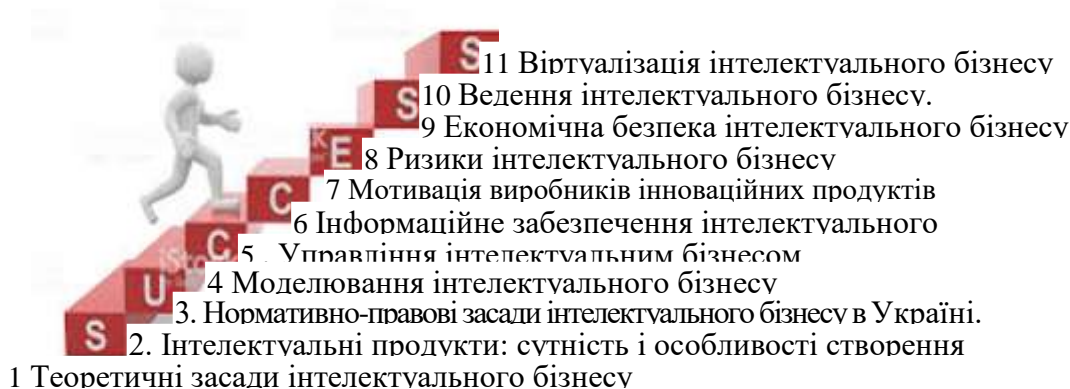 S 11 Віртуалізація інтелектуального бізнесу
S 10 Ведення інтелектуального бізнесу.
9 Економічна безпека інтелектуального бізнесу
E 8 Ризики інтелектуального бізнесу
C 7 Мотивація виробників інноваційних продуктів
6 Інформаційне забезпечення інтелектуального
C 5 . Управління інтелектуальним бізнесом
U 4 Моделювання інтелектуального бізнесу
3. Нормативно-правові засади інтелектуального бізнесу в Україні.
S 2. Інтелектуальні продукти: сутність і особливості створення
1 Теоретичні засади інтелектуального бізнесу